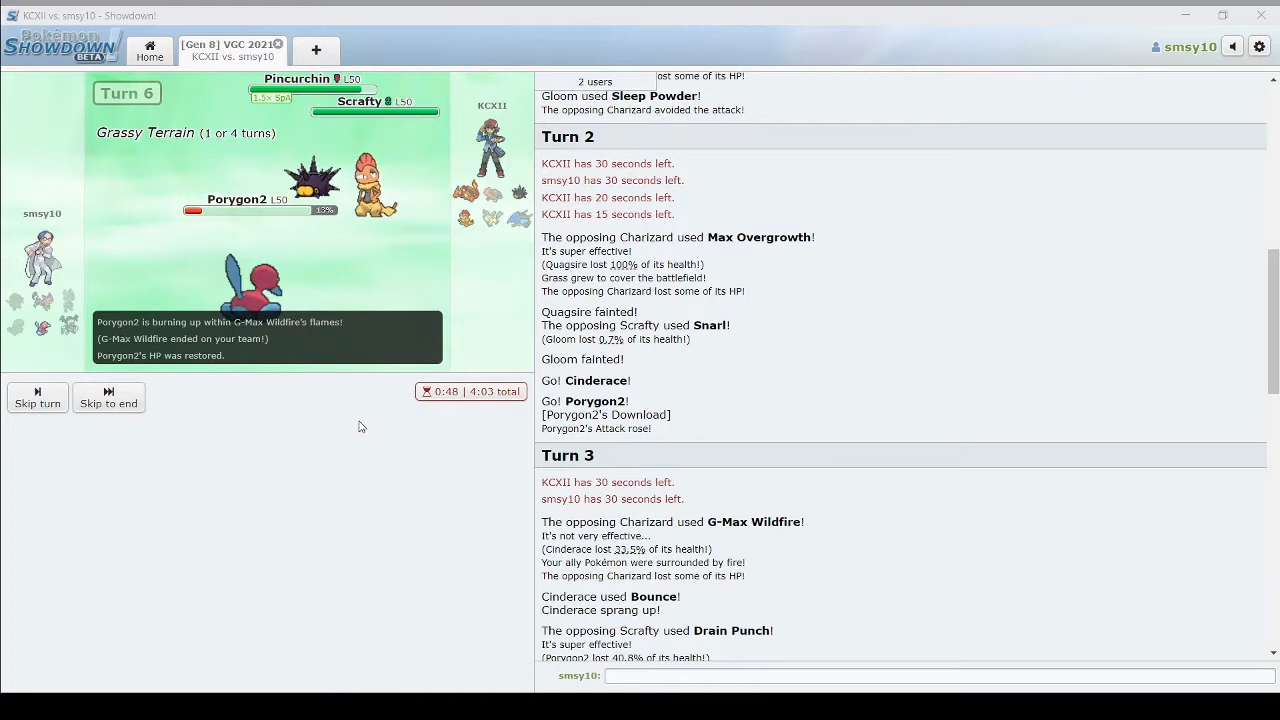 KCXII vs. smsy10 - Showdown!
Pokémon
SHOWDOWN
BETA
Home
[Gen 8] VGC 2021
KCXII vs. smsy10
+
smsy10
Turn 6
Pincurchin L50
1.5× SpA
Scrafty L50
Grassy Terrain (1 or 4 turns)
KCXII
Porygon2 L50
13%
smsy10
Porygon2 is burning up within G-Max Wildfire's flames!
(G-Max Wildfire ended on your team!)
Porygon2's HP was restored.
Skip turn
Skip to end
0:48 | 4:03 total
2 users
ost some of its HP!
Gloom used Sleep Powder!
The opposing Charizard avoided the attack!
Turn 2
KCXII has 30 seconds left.
smsy10 has 30 seconds left.
KCXII has 20 seconds left.
KCXII has 15 seconds left.
The opposing Charizard used Max Overgrowth!
It's super effective!
(Quagsire lost 100% of its health!)
Grass grew to cover the battlefield!
The opposing Charizard lost some of its HP!
Quagsire fainted!
The opposing Scrafty used Snarl!
(Gloom lost 0.7% of its health!)
Gloom fainted!
Go! Cinderace!
Go! Porygon2!
[Porygon2's Download]
Porygon2's Attack rose!
Turn 3
KCXII has 30 seconds left.
smsy10 has 30 seconds left.
The opposing Charizard used G-Max Wildfire!
It's not very effective...
(Cinderace lost 33.5% of its health!)
Your ally Pokémon were surrounded by fire!
The opposing Charizard lost some of its HP!
Cinderace used Bounce!
Cinderace sprang up!
The opposing Scrafty used Drain Punch!
It's super effective!
(Porygon2 lost 40.8% of its health!)
smsy10: